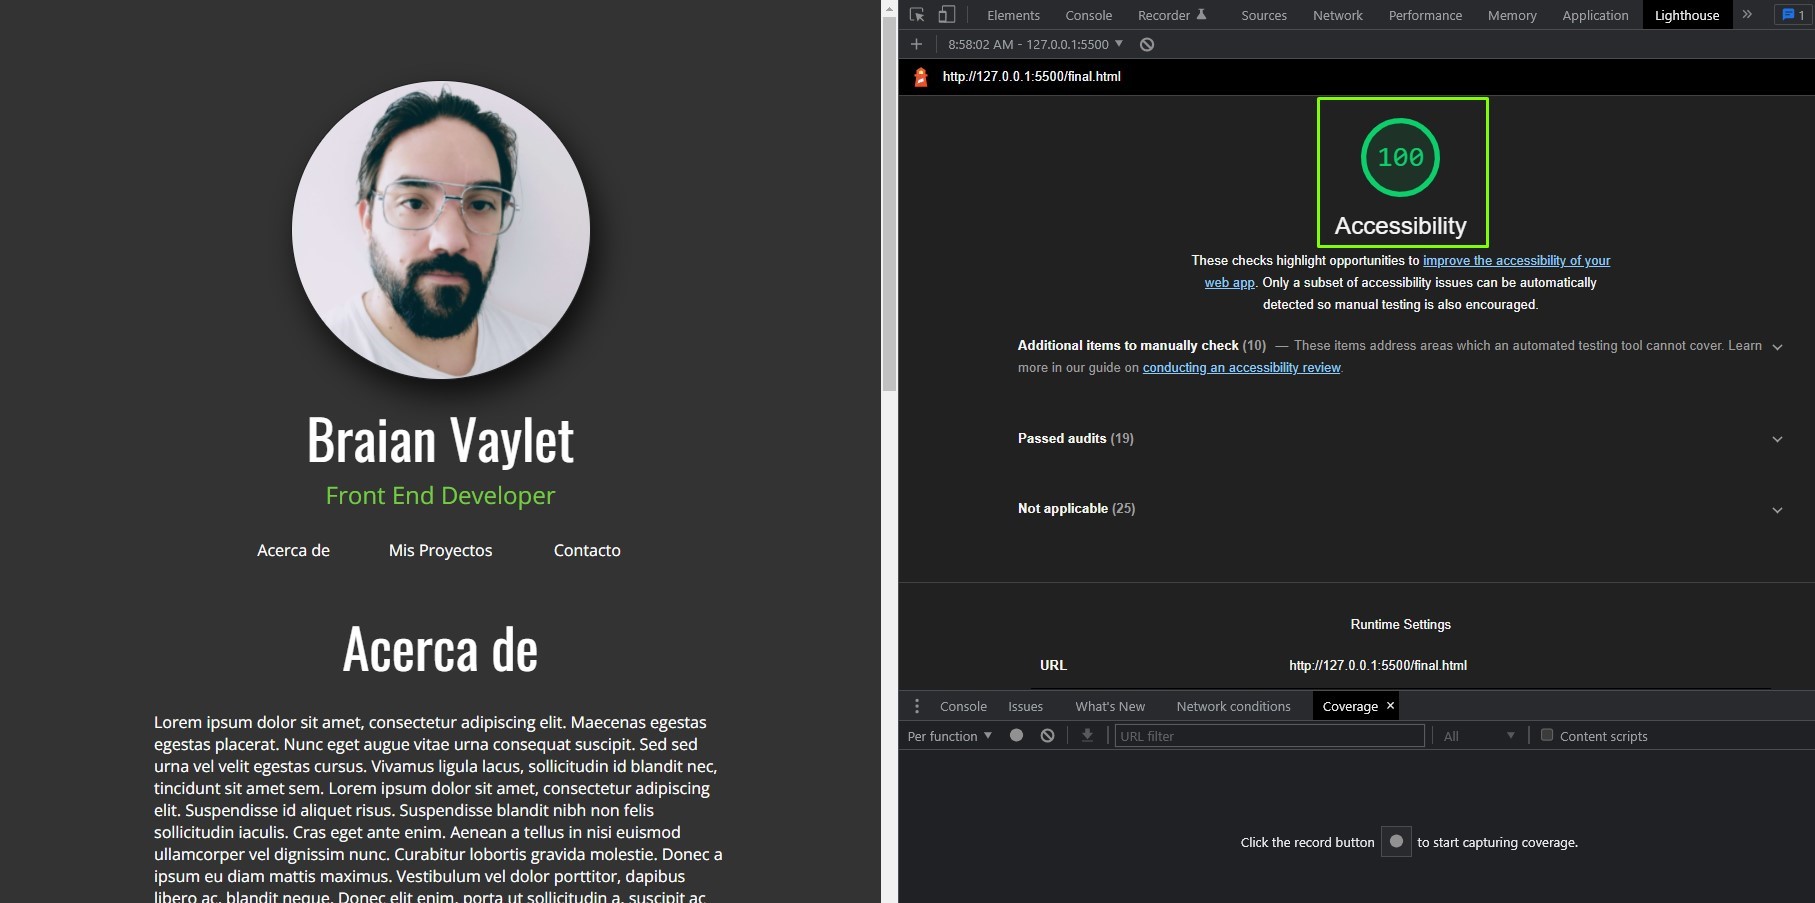 Braian Vaylet
Front End Developer
Acerca de Mis Proyectos Contacto
Acerca de
Lorem ipsum dolor sit amet, consectetur adipiscing elit. Maecenas egestas
egestas placerat. Nunc eget augue vitae urna consequat suscipit. Sed sed
urna vel velit egestas cursus. Vivamus ligula lacus, sollicitudin id blandit nec,
tincidunt sit amet sem. Lorem ipsum dolor sit amet, consectetur adipiscing
elit. Suspendisse id aliquet risus. Suspendisse blandit nibh non felis
sollicitudin iaculis. Cras eget ante enim. Aenean a tellus in nisi euismod
ullamcorper vel dignissim nunc. Curabitur lobortis gravida molestie. Donec a
ipsum eu diam mattis maximus. Vestibulum vel dolor porttitor, dapibus
libero ac, blandit neque. Donec elit enim, porta ut sollicitudin a, suscipit ac
Elements Console Recorder Sources Network Performance Memory Application Lighthouse » 1
+ 8:58:02 AM - 127.0.0.1:5500
http://127.0.0.1:5500/final.html
100
Accessibility
These checks highlight opportunities to improve the accessibility of your
web app. Only a subset of accessibility issues can be automatically
detected so manual testing is also encouraged.
Additional items to manually check (10) — These items address areas which an automated testing tool cannot cover. Learn
more in our guide on conducting an accessibility review.
Passed audits (19)
Not applicable (25)
Runtime Settings
URL http://127.0.0.1:5500/final.html
Console Issues What's New Network conditions Coverage ×
Per function URL filter All Content scripts
Click the record button to start capturing coverage.